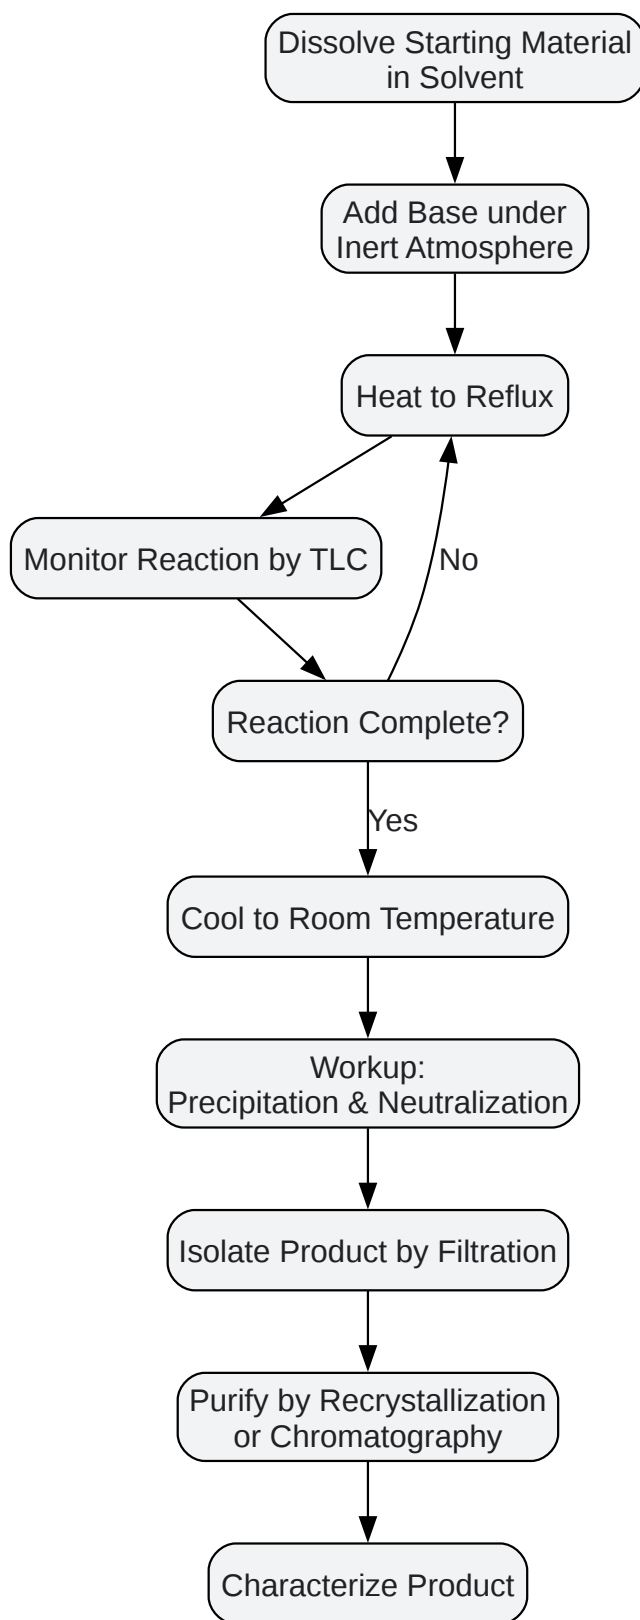 Dissolve Starting Material
in Solvent
Add Base under
Inert Atmosphere
Heat to Reflux
Monitor Reaction by TLC
No
Reaction Complete?
Yes
Cool to Room Temperature
Workup:
Precipitation & Neutralization
Isolate Product by Filtration
Purify by Recrystallization
or Chromatography
Characterize Product